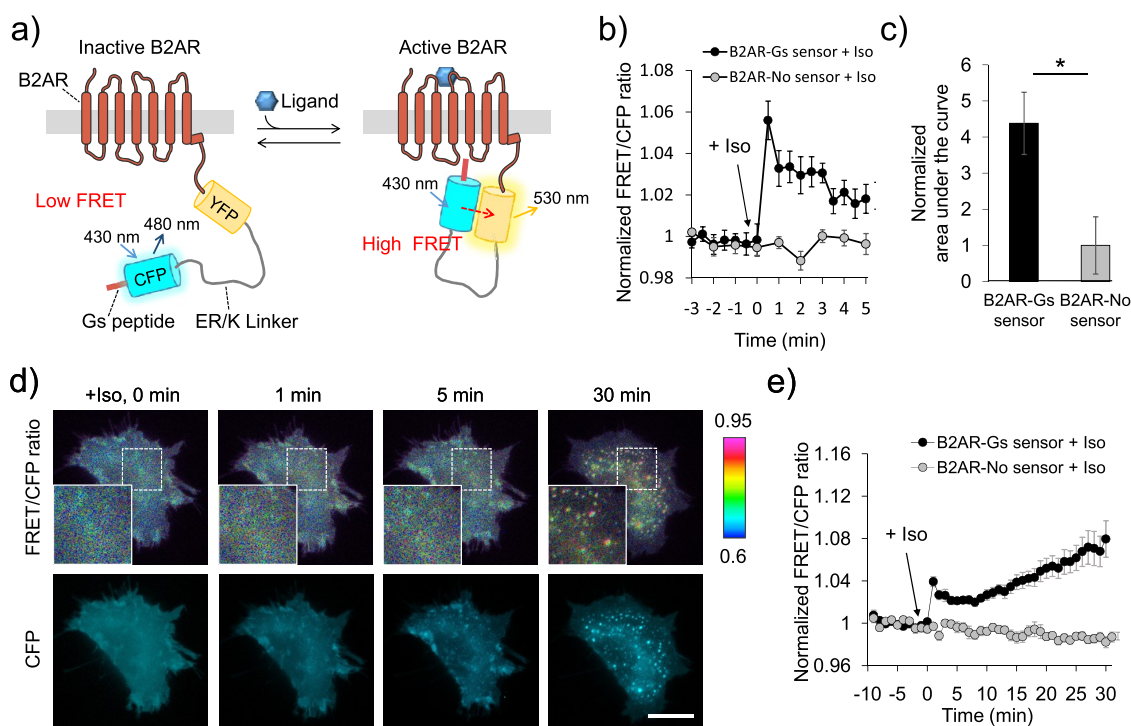 a)
Inactive B2AR
Active B2AR
B2AR
Ligand
Low FRET
YFP
430 nm
480 nm
CFP
Gs peptide
ER/K Linker
430 nm
530 nm
High FRET
b)
B2AR-Gs sensor + Iso
B2AR-No sensor + Iso
Normalized FRET/CFP ratio
1.08
1.06
1.04
1.02
1
0.98
+ Iso
-3 -2 -1 0 1 2 3 4 5
Time (min)
c)
*
Normalized
area under the curve
6
5
4
3
2
1
0
B2AR-Gs B2AR-No
sensor sensor
d)
+Iso, 0 min 1 min 5 min 30 min
FRET/CFP ratio
0.95
0.6
CFP
e)
B2AR-Gs sensor + Iso
B2AR-No sensor + Iso
Normalized FRET/CFP ratio
1.16
1.12
1.08
1.04
1
0.96
+ Iso
-10 -5 0 5 10 15 20 25 30
Time (min)